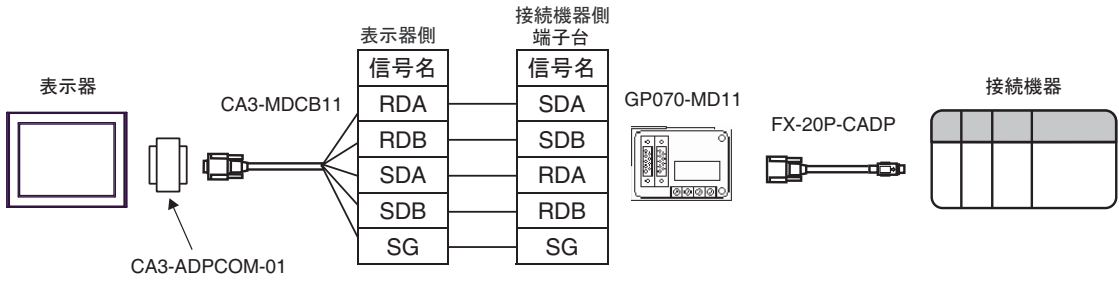 表示器
CA3-ADPCOM-01
CA3-MDCB11
表示器側
信号名
RDA
RDB
SDA
SDB
SG
接続機器側
端子台
信号名
SDA
SDB
RDA
RDB
SG
GP070-MD11
FX-20P-CADP
接続機器